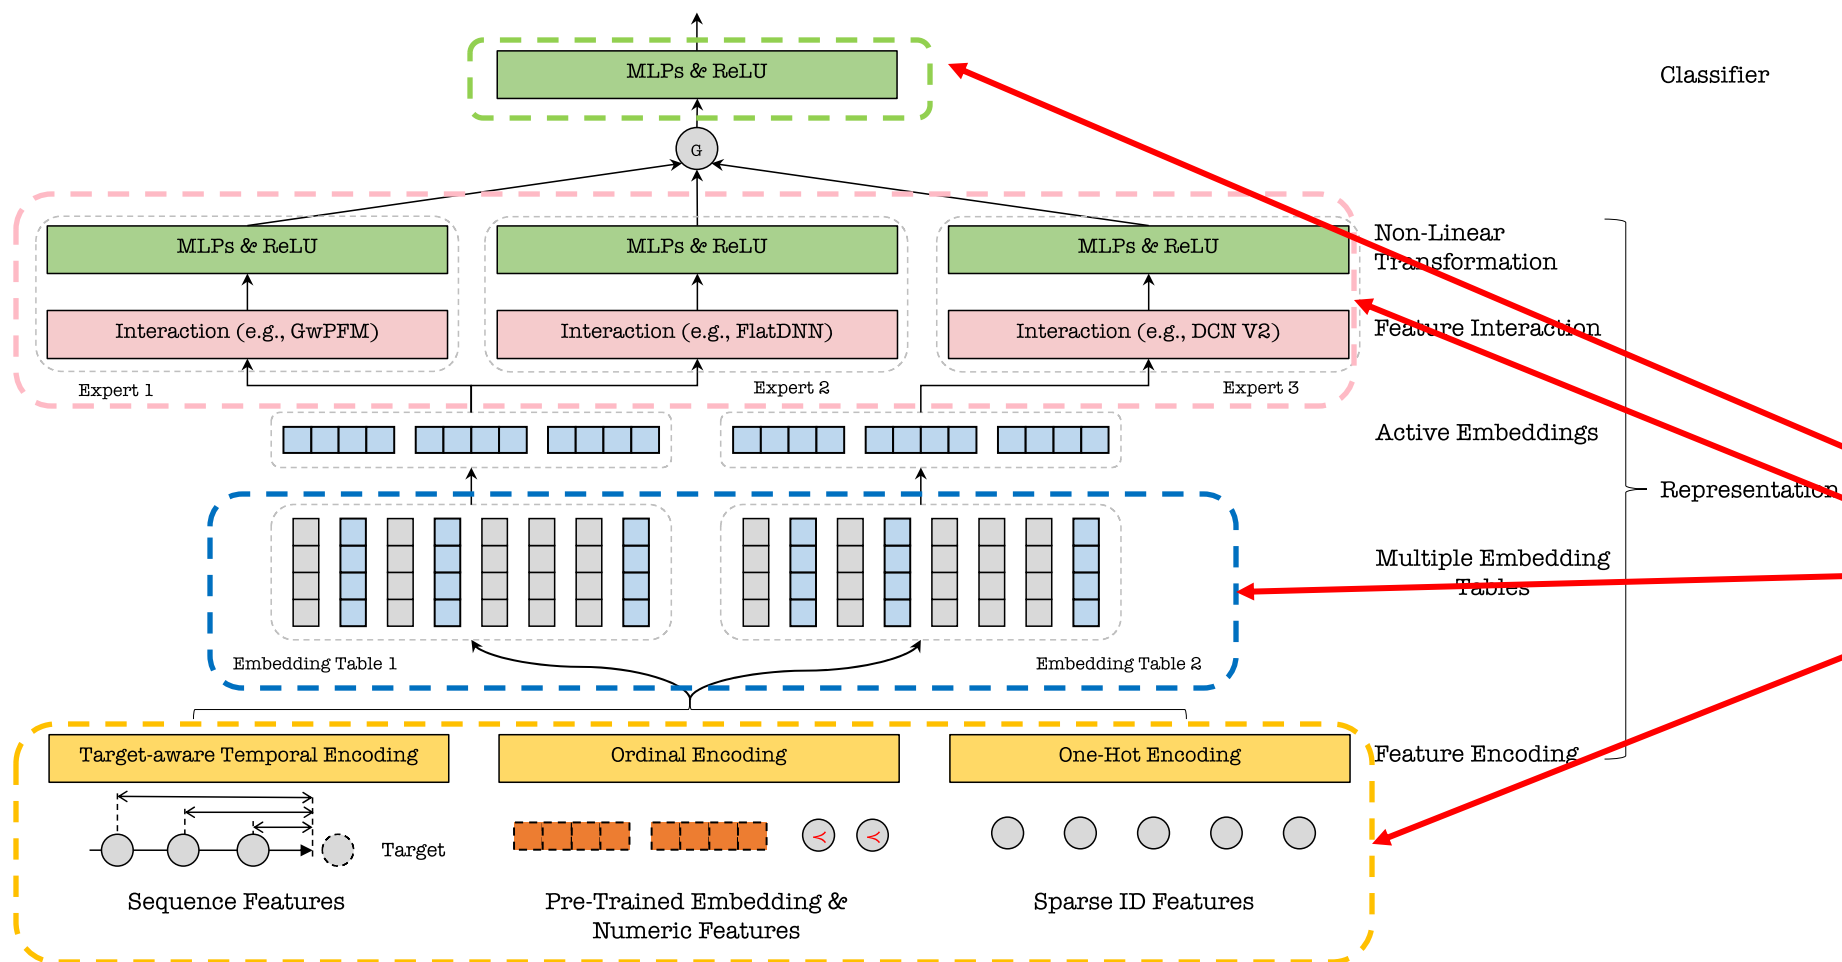 MLPs & ReLU
Classifier
G
MLPs & ReLU
MLPs & ReLU
MLPs & ReLU
Non-Linear
Transformation
Interaction (e.g., GwPFM)
Interaction (e.g., FlatDNN)
Interaction (e.g., DCN V2)
Feature Interaction
Expert 1
Expert 2
Expert 3
Active Embeddings
Representation
Multiple Embedding
Tables
Embedding Table 1
Embedding Table 2
Target-aware Temporal Encoding
Ordinal Encoding
One-Hot Encoding
Feature Encoding
<
<
Target
Sequence Features
Pre-Trained Embedding &
Numeric Features
Sparse ID Features